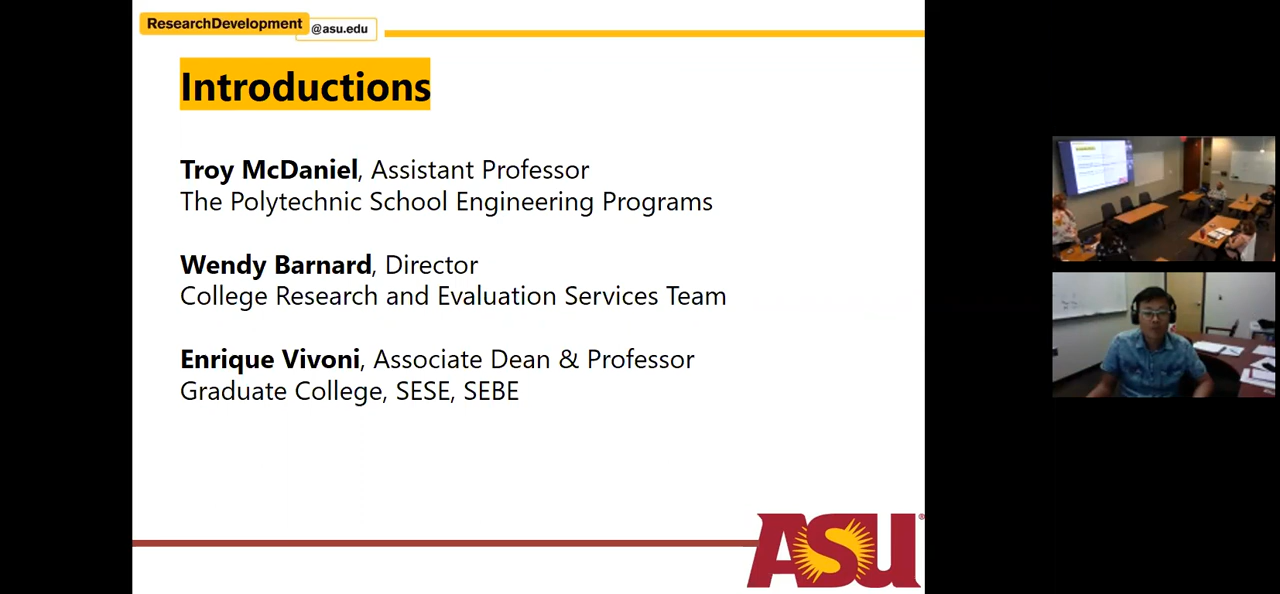 ResearchDevelopment
@asu.edu
Introductions
Troy McDaniel, Assistant Professor
The Polytechnic School Engineering Programs
Wendy Barnard, Director
College Research and Evaluation Services Team
Enrique Vivoni, Associate Dean & Professor
Graduate College, SESE, SEBE
ASU®